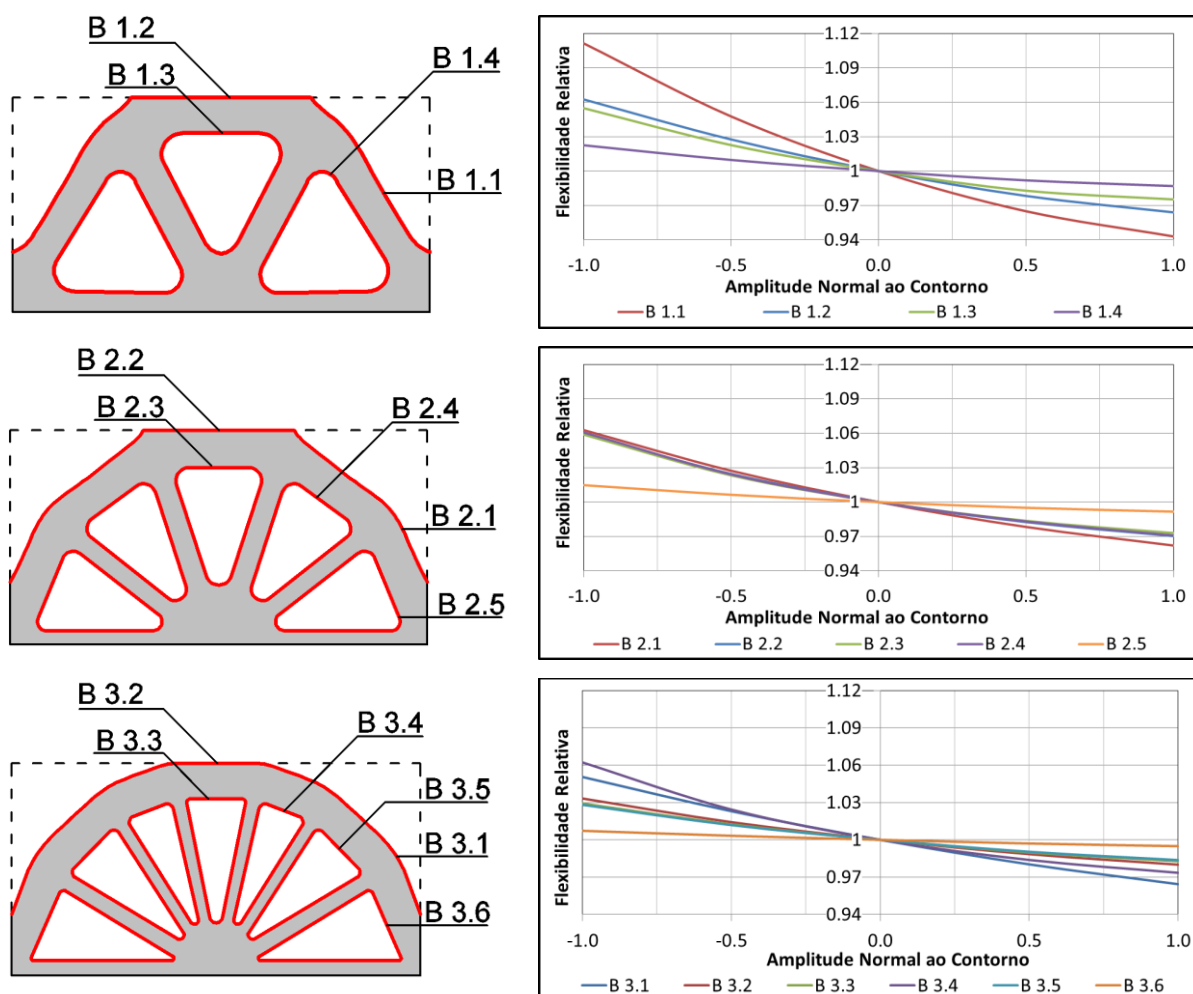 B 1.2
B 1.3
B 1.4
B 1.1
Flexibilidade Relativa
1.12
1.09
1.06
1.03
1
0.97
0.94
-1.0 -0.5 0.0 0.5 1.0
Amplitude Normal ao Contorno
B 1.1 B 1.2 B 1.3 B 1.4
B 2.2
B 2.3
B 2.4
B 2.1
B 2.5
Flexibilidade Relativa
1.12
1.09
1.06
1.03
1
0.97
0.94
-1.0 -0.5 0.0 0.5 1.0
Amplitude Normal ao Contorno
B 2.1 B 2.2 B 2.3 B 2.4 B 2.5
B 3.2
B 3.3
B 3.4
B 3.5
B 3.1
B 3.6
Flexibilidade Relativa
1.12
1.09
1.06
1.03
1
0.97
0.94
-1.0 -0.5 0.0 0.5 1.0
Amplitude Normal ao Contorno
B 3.1 B 3.2 B 3.3 B 3.4 B 3.5 B 3.6